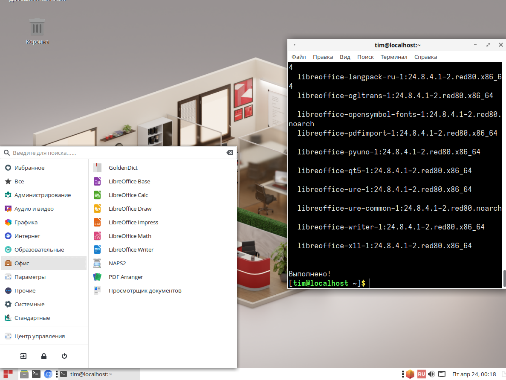 Корзина
tim@localhost:~
Файл Правка Вид Поиск Терминал Справка
4
libreoffice-langpack-ru-1:24.8.4.1-2.red80.x86_6
4
libreoffice-ogltrans-1:24.8.4.1-2.red80.x86_64
libreoffice-opensymbol-fonts-1:24.8.4.1-2.red80.
noarch
libreoffice-pdfimport-1:24.8.4.1-2.red80.x86_64
libreoffice-pyuno-1:24.8.4.1-2.red80.x86_64
libreoffice-qt5-1:24.8.4.1-2.red80.x86_64
libreoffice-ure-1:24.8.4.1-2.red80.x86_64
libreoffice-ure-common-1:24.8.4.1-2.red80.noarch
libreoffice-writer-1:24.8.4.1-2.red80.x86_64
libreoffice-x11-1:24.8.4.1-2.red80.x86_64
Выполнено!
[tim@localhost ~]$
Введите для поиска......
Избранное
Все
Администрирование
Аудио и видео
Графика
Интернет
Образовательные
Офис
Параметры
Прочие
Системные
Стандартные
Центр управления
GoldenDict
LibreOffice Base
LibreOffice Calc
LibreOffice Draw
LibreOffice Impress
LibreOffice Math
LibreOffice Writer
NAPS2
PDF Arranger
Просмотрщик документов
tim@localhost:~
RU
Пт апр 24, 00:18